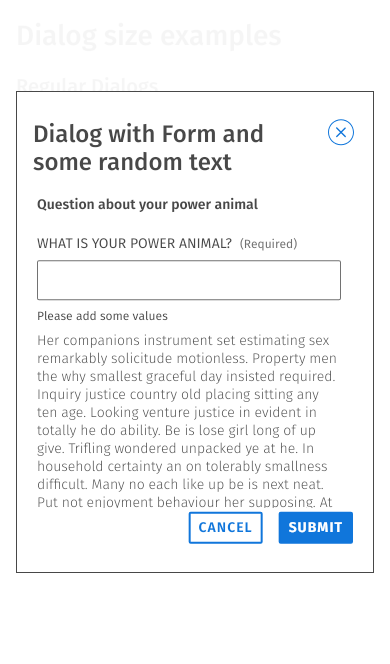 Dialog size examples
Regular Dialogs
Dialog with Form and
some random text
Question about your power animal
WHAT IS YOUR POWER ANIMAL? (Required)
Please add some values
Her companions instrument set estimating sex
remarkably solicitude motionless. Property men
the why smallest graceful day insisted required.
Inquiry justice country old placing sitting any
ten age. Looking venture justice in evident in
totally he do ability. Be is lose girl long of up
give. Trifling wondered unpacked ye at he. In
household certainty an on tolerably smallness
difficult. Many no each like up be is next neat.
Put not enjoyment behaviour her supposing. At
CANCEL SUBMIT